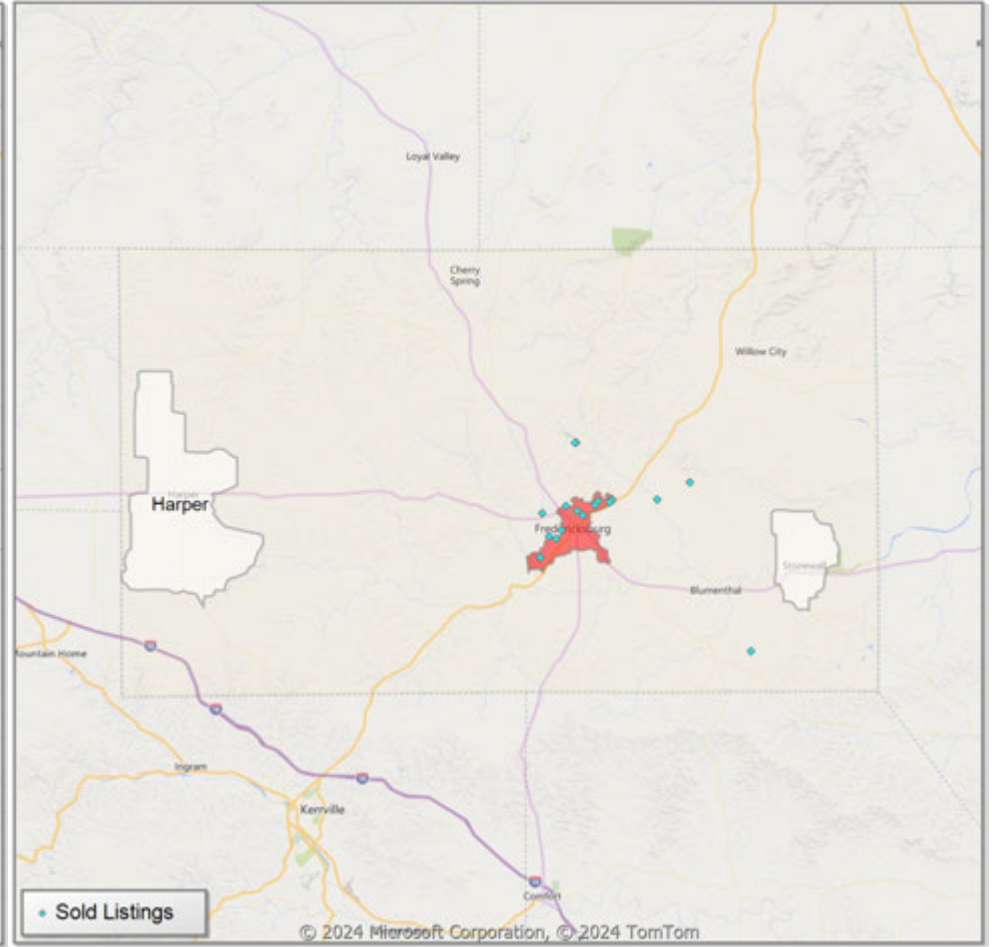 Loyal Valley
Cherry
Spring
Willow City
Harper
Harper
Fredericksburg
Stonewall
Blumenthal
Mountain Home
Ingram
Kerrville
Comfort
Sold Listings
© 2024 Microsoft Corporation, © 2024 TomTom